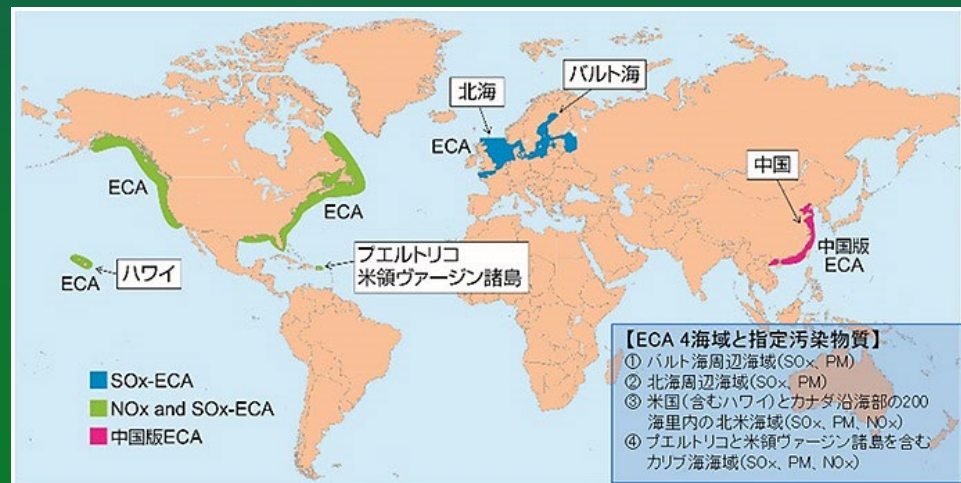 バルト海
北海
ECA
中国
ECA
ECA
中国版
ECA
ECA
ハワイ
プエルトリコ
米領ヴァージン諸島
SOx-ECA
NOx and SOx-ECA
中国版ECA
【ECA 4海域と指定汚染物質】
① バルト海周辺海域(SOx、PM)
② 北海周辺海域(SOx、PM)
③ 米国(含むハワイ)とカナダ沿海部の200
海里内の北米海域(SOx、PM、NOx)
④ プエルトリコと米領ヴァージン諸島を含む
カリブ海海域(SOx、PM、NOx)